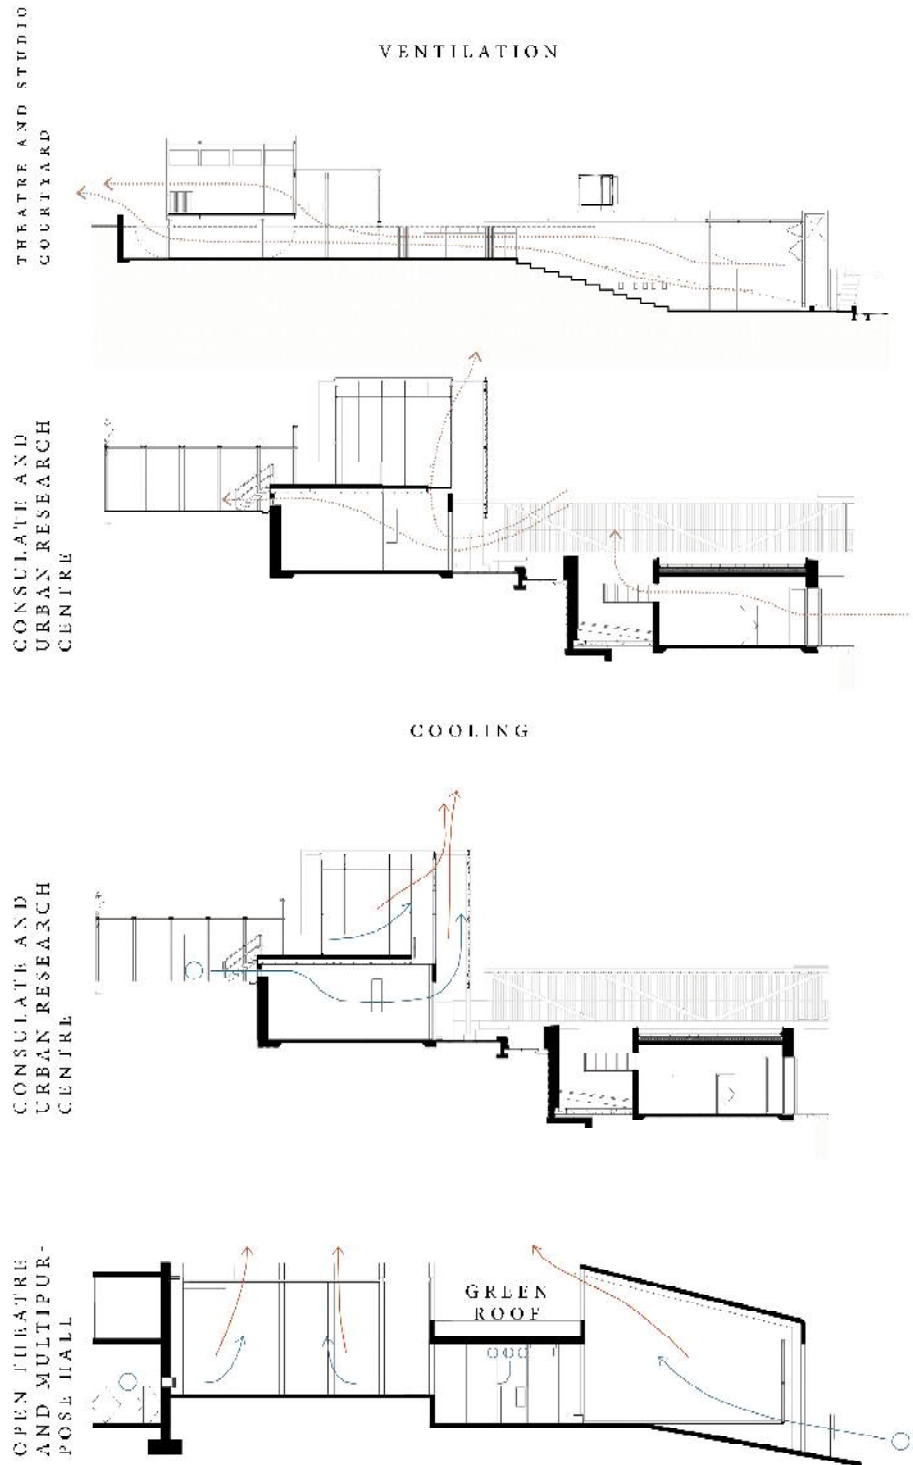 VENTILATION
THEATRE AND STUDIO
COURTYARD
CONSULATE AND
URBAN RESEARCH
CENTRE
COOLING
CONSULATE AND
URBAN RESEARCH
CENTRE
OPEN THEATRE
AND MULTIPUR-
POSE HALL
GREEN
ROOF